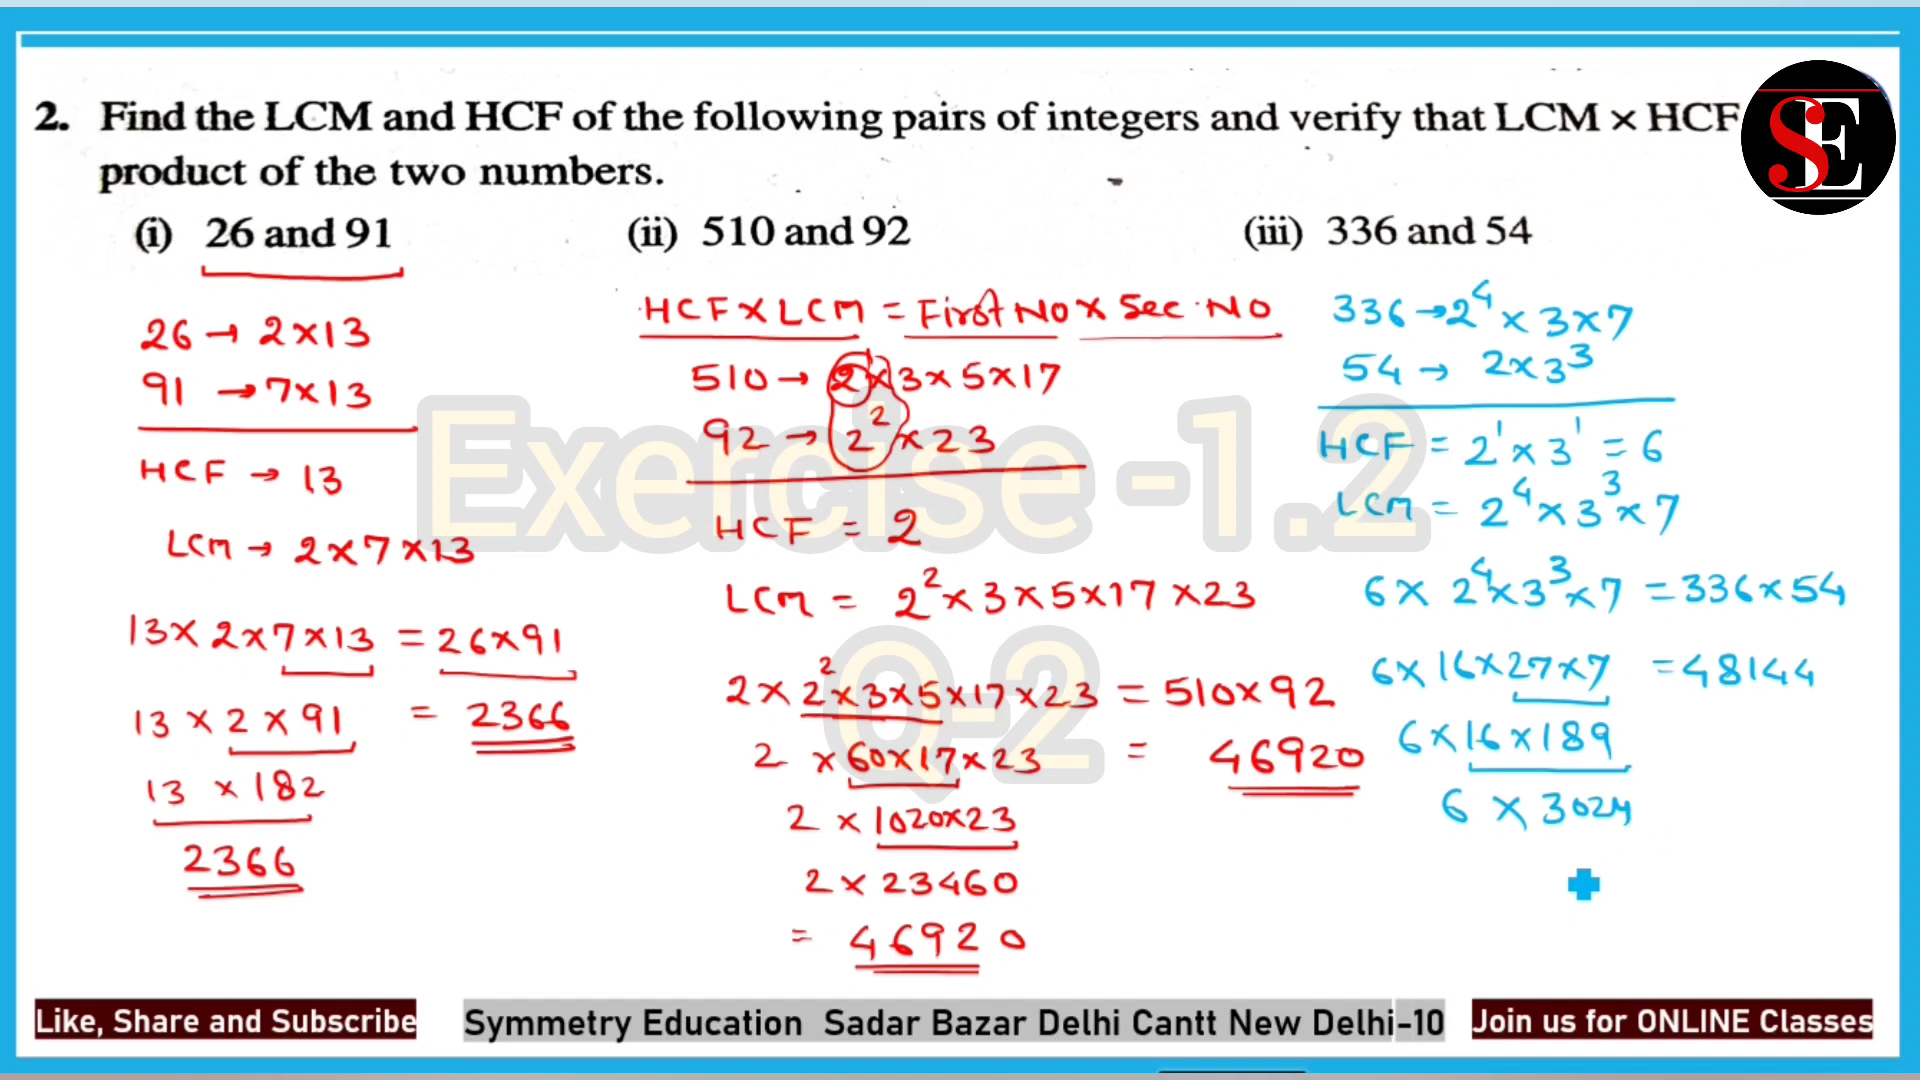 2. Find the LCM and HCF of the following pairs of integers and verify that LCM × HCF
product of the two numbers.
SE
(i) 26 and 91
(ii) 510 and 92
(iii) 336 and 54
26 → 2×13
91 → 7×13
HCF → 13
LCM → 2×7×13
13× 2×7×13 = 26×91
13 × 2 × 91 = 2366
13 × 182
2366
HCF × LCM = First No × Sec. No
510 → 2¹×3×5×17
92 → 2²×23
HCF = 2
LCM = 2²×3×5×17×23
2× 2²×3×5×17×23 = 510×92
2 ×60×17×23 = 46920
2 ×1020×23
2 × 23460
= 46920
336→2⁴×3×7
54 → 2×3³
HCF = 2¹×3¹ = 6
LCM = 2⁴×3³×7
6× 2⁴×3³×7 = 336×54
6×16×27×7 = 48144
6×16×189
6 ×3024
Exercise -1.2
Q-2
Like, Share and Subscribe
Symmetry Education Sadar Bazar Delhi Cantt New Delhi-10
Join us for ONLINE Classes